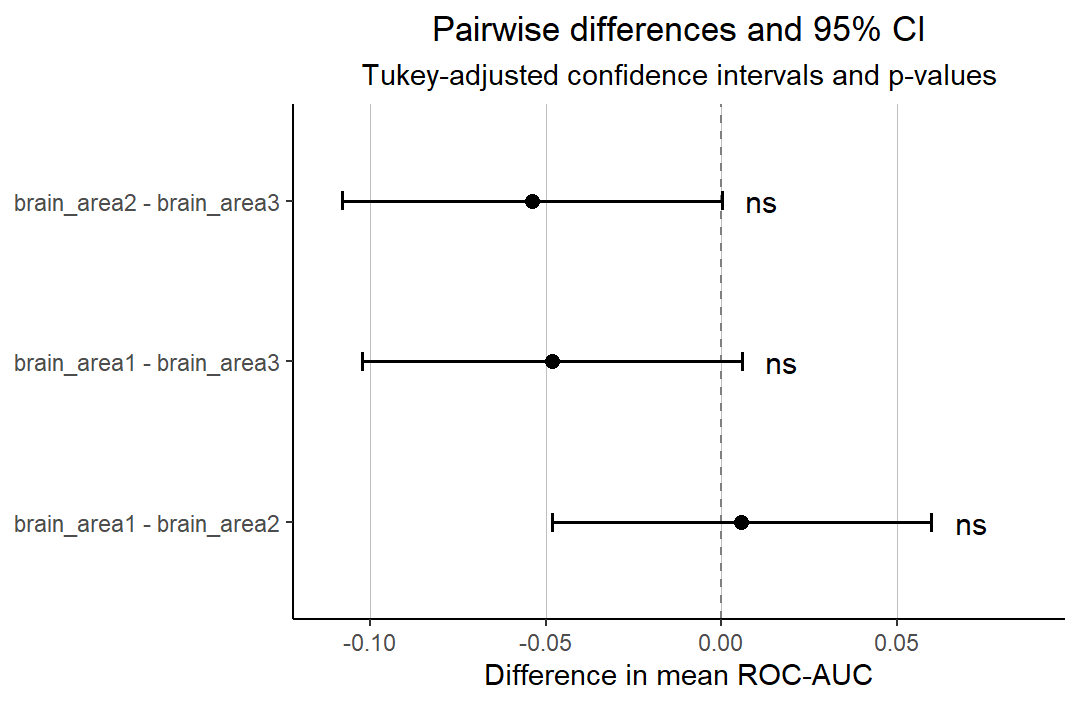 Pairwise differences and 95% CI
Tukey-adjusted confidence intervals and p-values
brain_area2 - brain_area3
ns
brain_area1 - brain_area3
ns
brain_area1 - brain_area2
ns
-0.10 -0.05 0.00 0.05
Difference in mean ROC-AUC